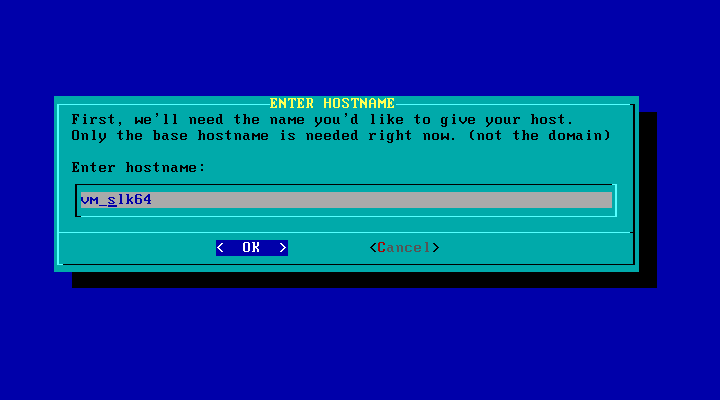 ENTER HOSTNAME
First, we'll need the name you'd like to give your host.
Only the base hostname is needed right now. (not the domain)
Enter hostname:
vm_slk64
<  OK  > <Cancel>